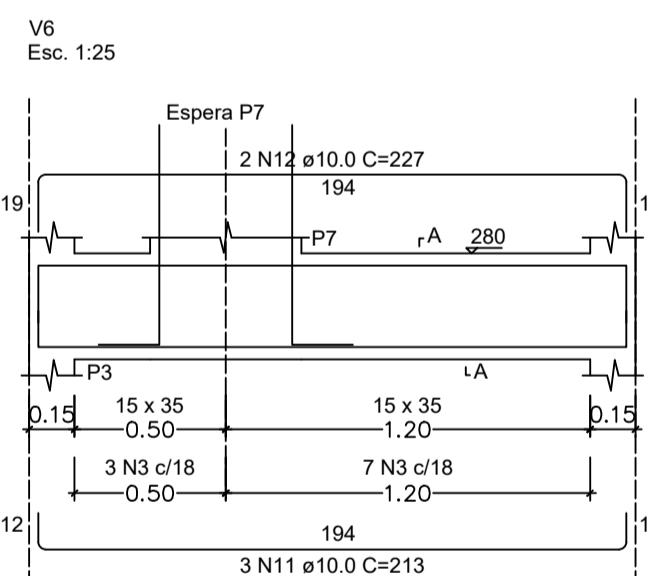 V6
Esc. 1:25
Espera P7
2 N12 ø10.0 C=227
194
19
1
P7
A
280
P3
A
15 x 35
15 x 35
0.15
0.50
1.20
0.15
3 N3 c/18
7 N3 c/18
0.50
1.20
12
1
194
3 N11 ø10.0 C=213